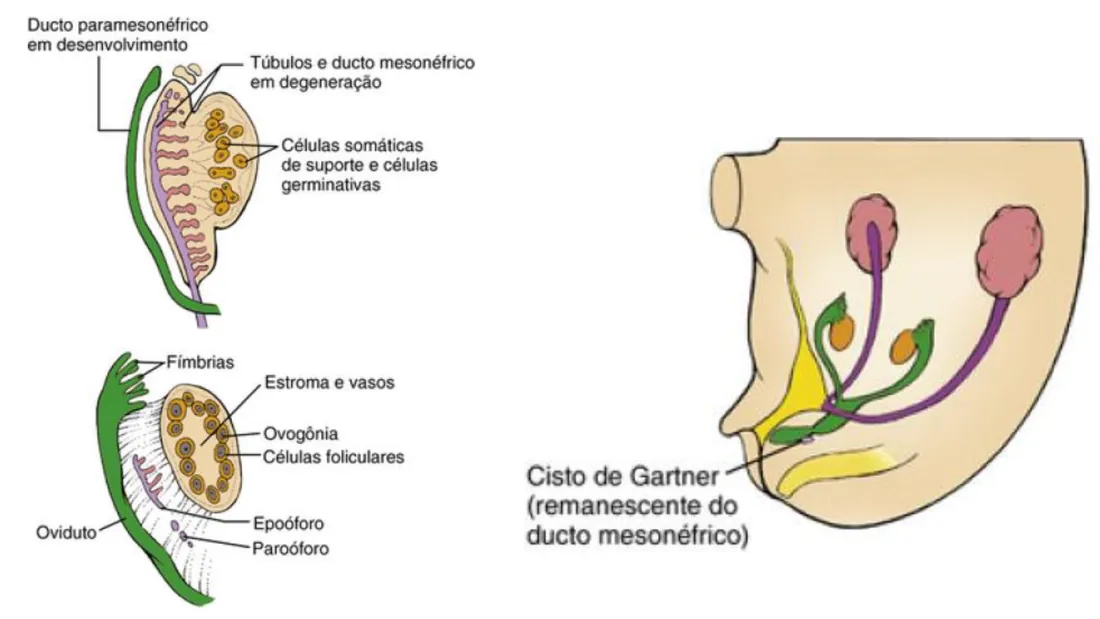 Ducto paramesonéfrico
em desenvolvimento
Túbulos e ducto mesonéfrico
em degeneração
Células somáticas
de suporte e células
germinativas
Fímbrias
Estroma e vasos
Ovogônia
Células foliculares
Epoóforo
Oviduto
Paroóforo
Cisto de Gartner
(remanescente do
ducto mesonéfrico)